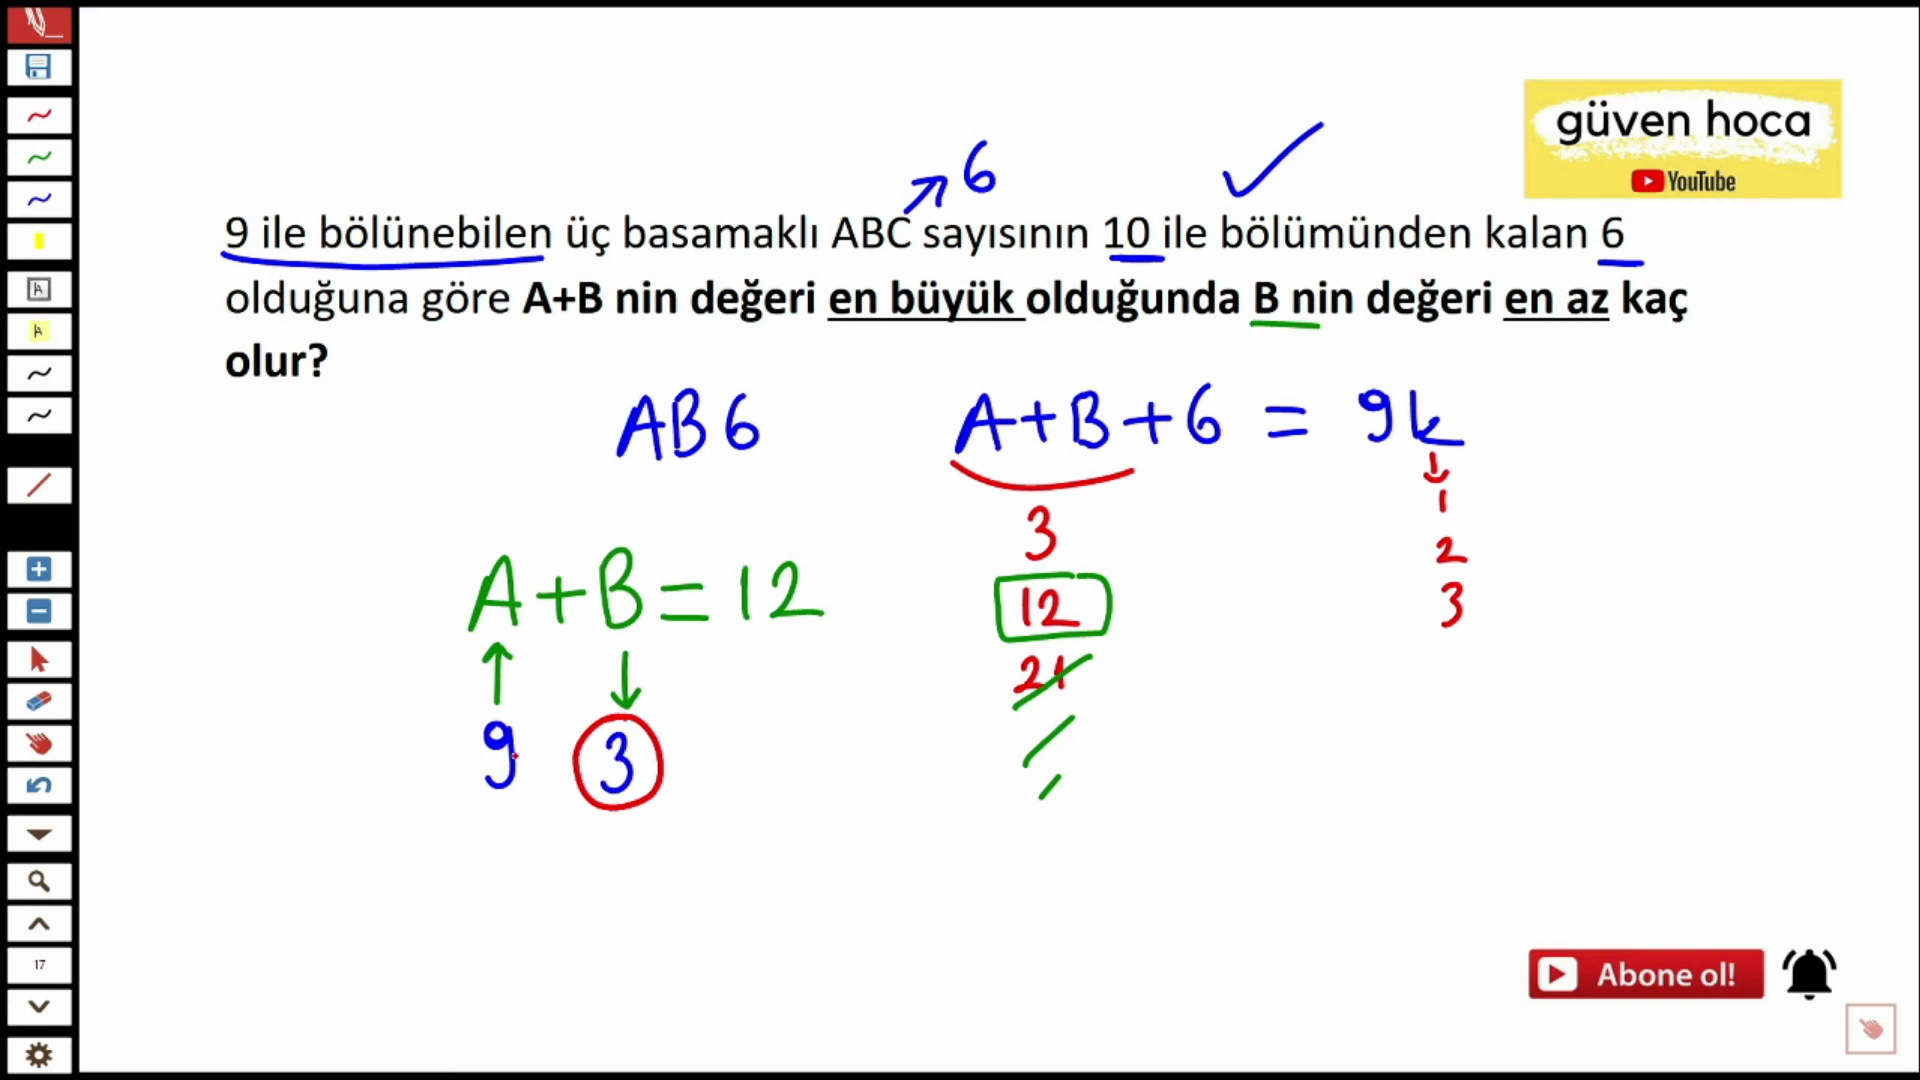 güven hoca
YouTube
6
9 ile bölünebilen üç basamaklı ABC sayısının 10 ile bölümünden kalan 6
olduğuna göre A+B nin değeri en büyük olduğunda B nin değeri en az kaç
olur?
AB6
A+B+6 = 9k
3
12
21
1
2
3
A+B=12
9 3
17
Abone ol!